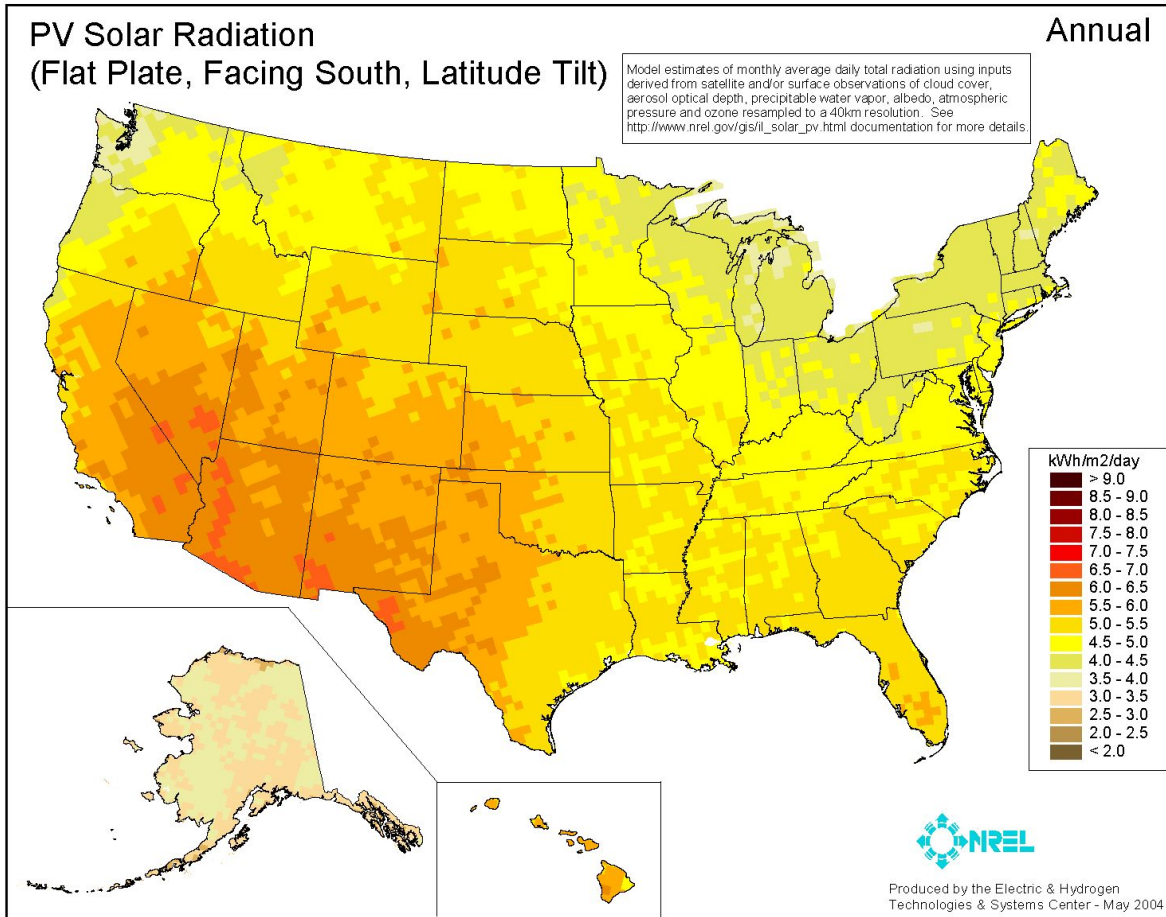 PV Solar Radiation
(Flat Plate, Facing South, Latitude Tilt)
Annual
Model estimates of monthly average daily total radiation using inputs
derived from satellite and/or surface observations of cloud cover,
aerosol optical depth, precipitable water vapor, albedo, atmospheric
pressure and ozone resampled to a 40km resolution. See
http://www.nrel.gov/gis/il_solar_pv.html documentation for more details.
kWh/m2/day
> 9.0
8.5 - 9.0
8.0 - 8.5
7.5 - 8.0
7.0 - 7.5
6.5 - 7.0
6.0 - 6.5
5.5 - 6.0
5.0 - 5.5
4.5 - 5.0
4.0 - 4.5
3.5 - 4.0
3.0 - 3.5
2.5 - 3.0
2.0 - 2.5
< 2.0
NREL
Produced by the Electric & Hydrogen
Technologies & Systems Center - May 2004